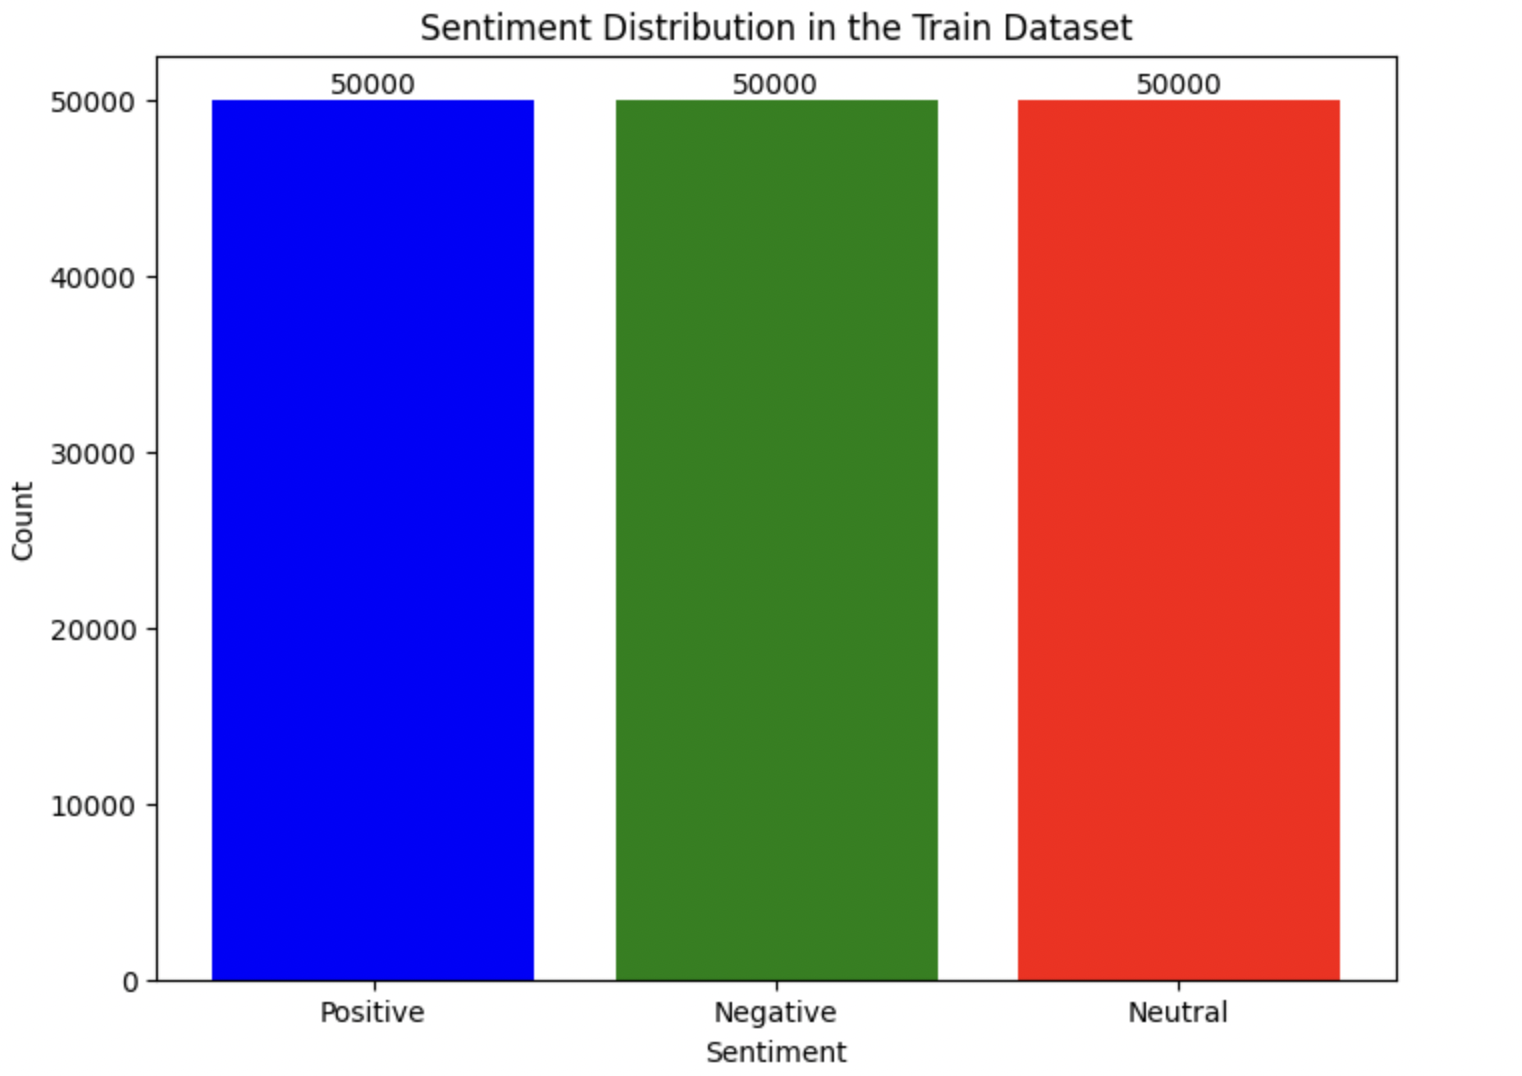 Sentiment Distribution in the Train Dataset
50000 50000 50000
50000
40000
30000
20000
10000
0
Count
Positive Negative Neutral
Sentiment